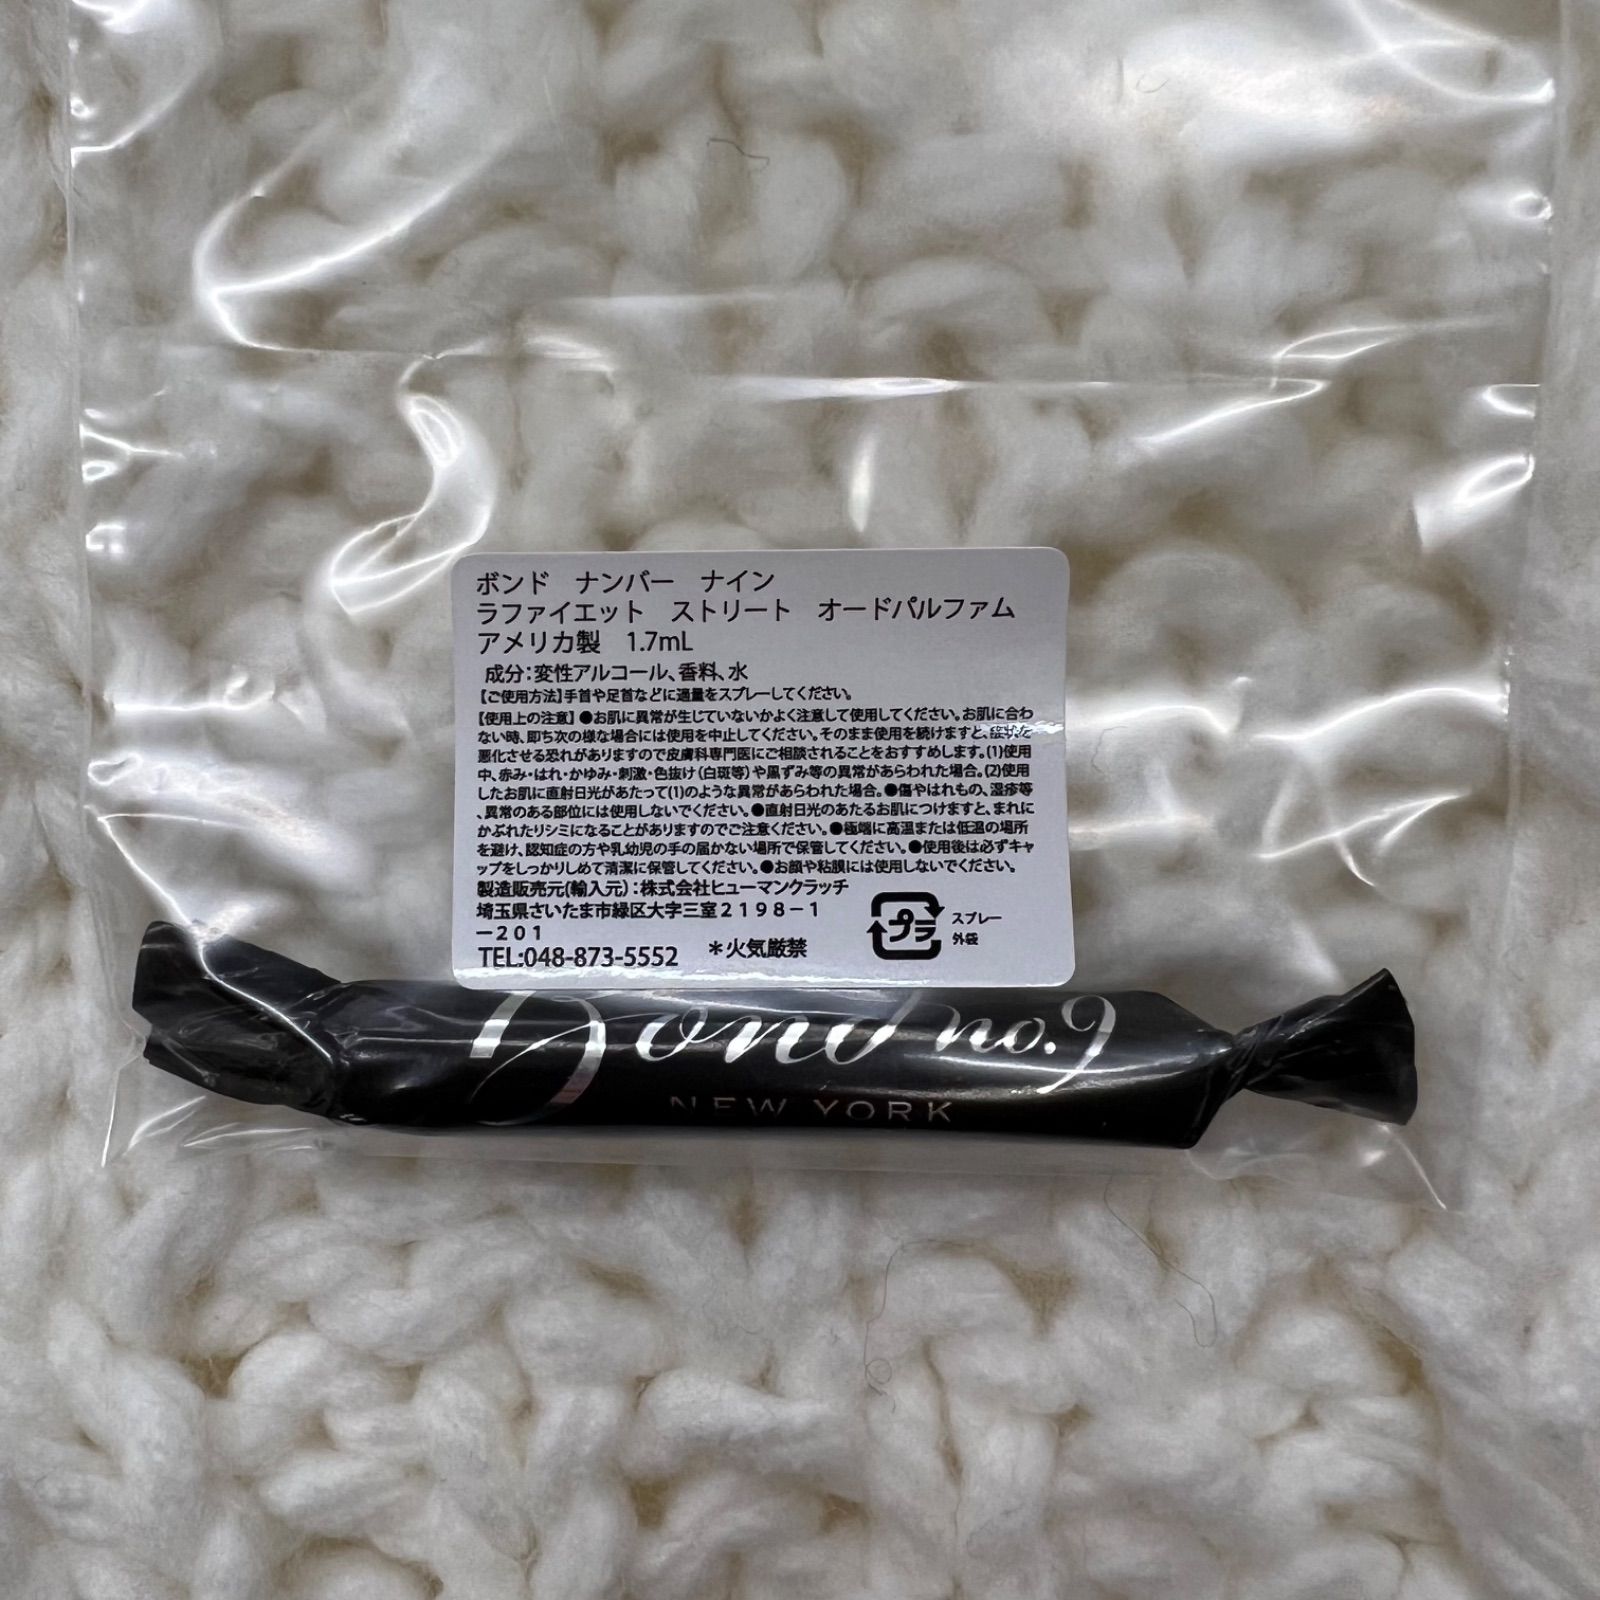 ボンド　ナンバー　ナイン
ラファイエット　ストリート　オードパルファム
アメリカ製　1.7mL
成分：変性アルコール、香料、水
【ご使用方法】手首や足首などに適量をスプレーしてください。
【使用上の注意】●お肌に異常が生じていないかよく注意して使用してください。お肌に合わ
ない時、即ち次の様な場合には使用を中止してください。そのまま使用を続けますと、症状を
悪化させる恐れがありますので皮膚科専門医にご相談されることをおすすめします。(1)使用
中、赤み・はれ・かゆみ・刺激・色抜け（白斑等）や黒ずみ等の異常があらわれた場合。(2)使用
したお肌に直射日光があたって(1)のような異常があらわれた場合。●傷やはれもの、湿疹等
、異常のある部位には使用しないでください。●直射日光のあたるお肌につけますと、まれに
かぶれたりシミになることがありますのでご注意ください。●極端に高温または低温の場所
を避け、認知症の方や乳幼児の手の届かない場所で保管してください。●使用後は必ずキャ
ップをしっかりしめて清潔に保管してください。●お顔や粘膜には使用しないでください。
製造販売元(輸入元)：株式会社ヒューマンクラッチ
埼玉県さいたま市緑区大字三室２１９８－１
－２０１
TEL:048-873-5552　＊火気厳禁
プラ
スプレー
外袋
Bond no.9
NEW YORK